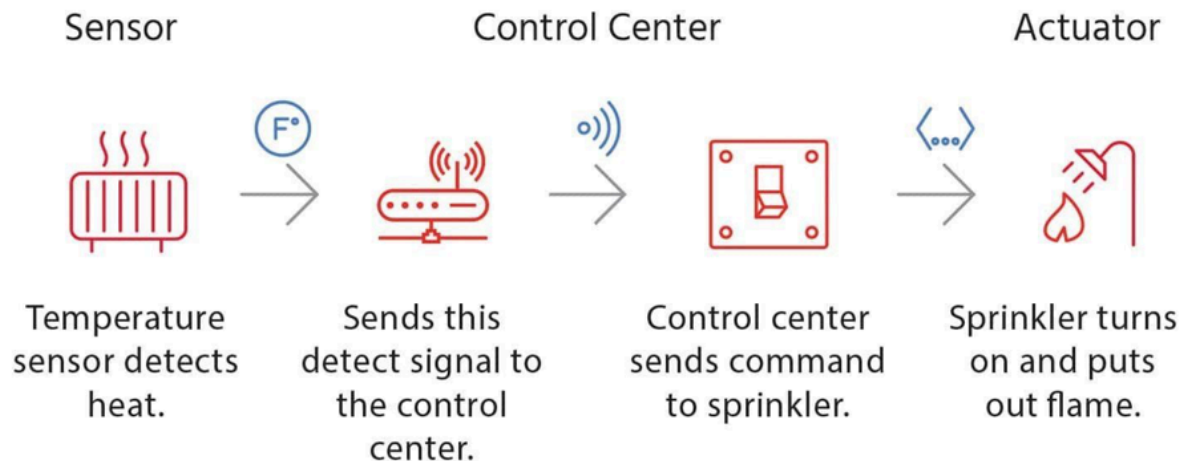 Sensor
Control Center
Actuator
F°
Temperature
sensor detects
heat.
Sends this
detect signal to
the control
center.
Control center
sends command
to sprinkler.
Sprinkler turns
on and puts
out flame.